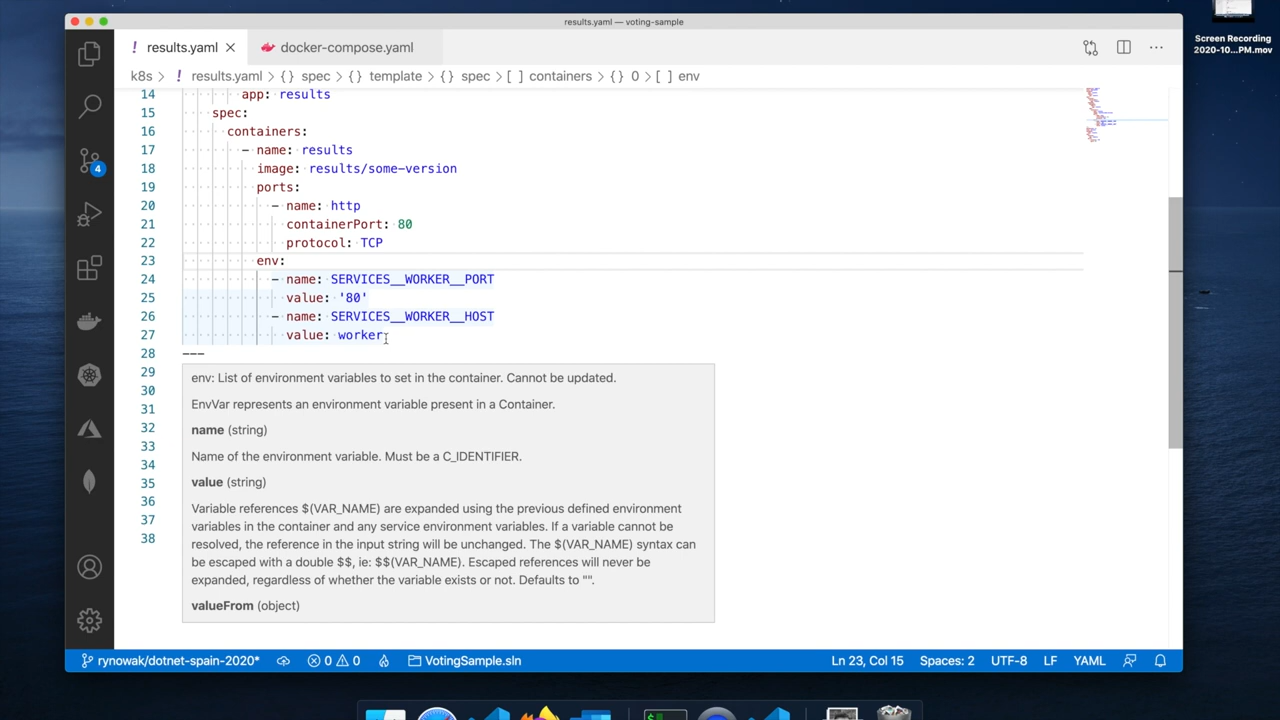 results.yaml — voting-sample
Screen Recording
2020-10...PM.mov
! results.yaml
docker-compose.yaml
k8s > ! results.yaml > {} spec > {} template > {} spec > [ ] containers > {} 0 > [ ] env
14 app: results
15 spec:
16 containers:
17 - name: results
18 image: results/some-version
19 ports:
20 - name: http
21 containerPort: 80
22 protocol: TCP
23 env:
24 - name: SERVICES__WORKER__PORT
25 value: '80'
26 - name: SERVICES__WORKER__HOST
27 value: worker
28 ---
29
30
31
32
33
34
35
36
37
38
env: List of environment variables to set in the container. Cannot be updated.
EnvVar represents an environment variable present in a Container.
name (string)
Name of the environment variable. Must be a C_IDENTIFIER.
value (string)
Variable references $(VAR_NAME) are expanded using the previous defined environment
variables in the container and any service environment variables. If a variable cannot be
resolved, the reference in the input string will be unchanged. The $(VAR_NAME) syntax can
be escaped with a double $$, ie: $$(VAR_NAME). Escaped references will never be
expanded, regardless of whether the variable exists or not. Defaults to "".
valueFrom (object)
4
rynowak/dotnet-spain-2020* 0 0 VotingSample.sln Ln 23, Col 15 Spaces: 2 UTF-8 LF YAML